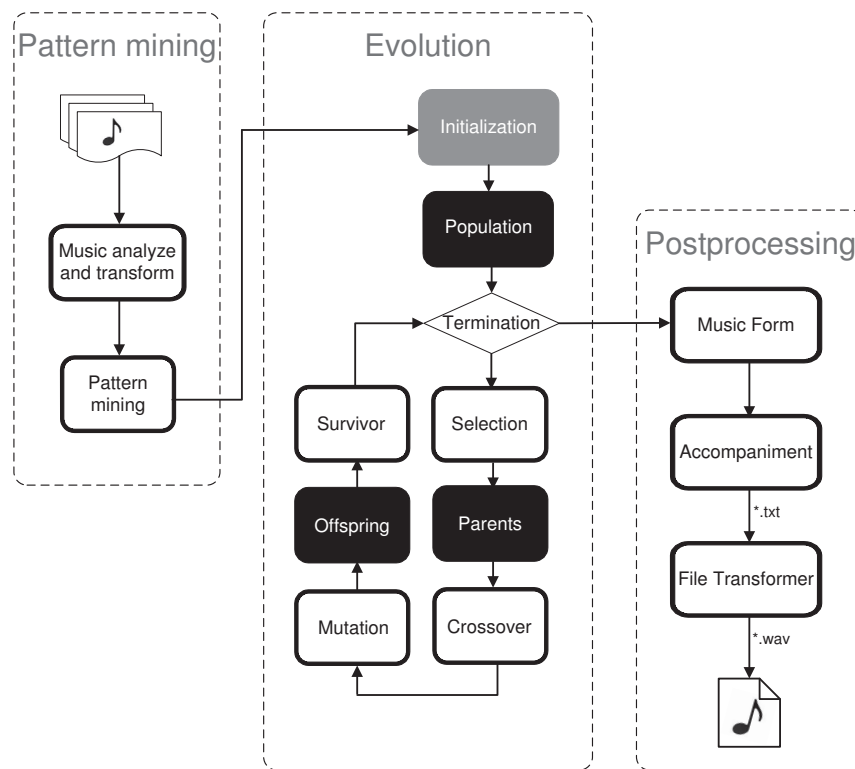 Pattern mining
Music analyze
and transform
Pattern
mining
Evolution
Initialization
Population
Termination
Survivor
Selection
Offspring
Parents
Mutation
Crossover
Postprocessing
Music Form
Accompaniment
*.txt
File Transformer
*.wav